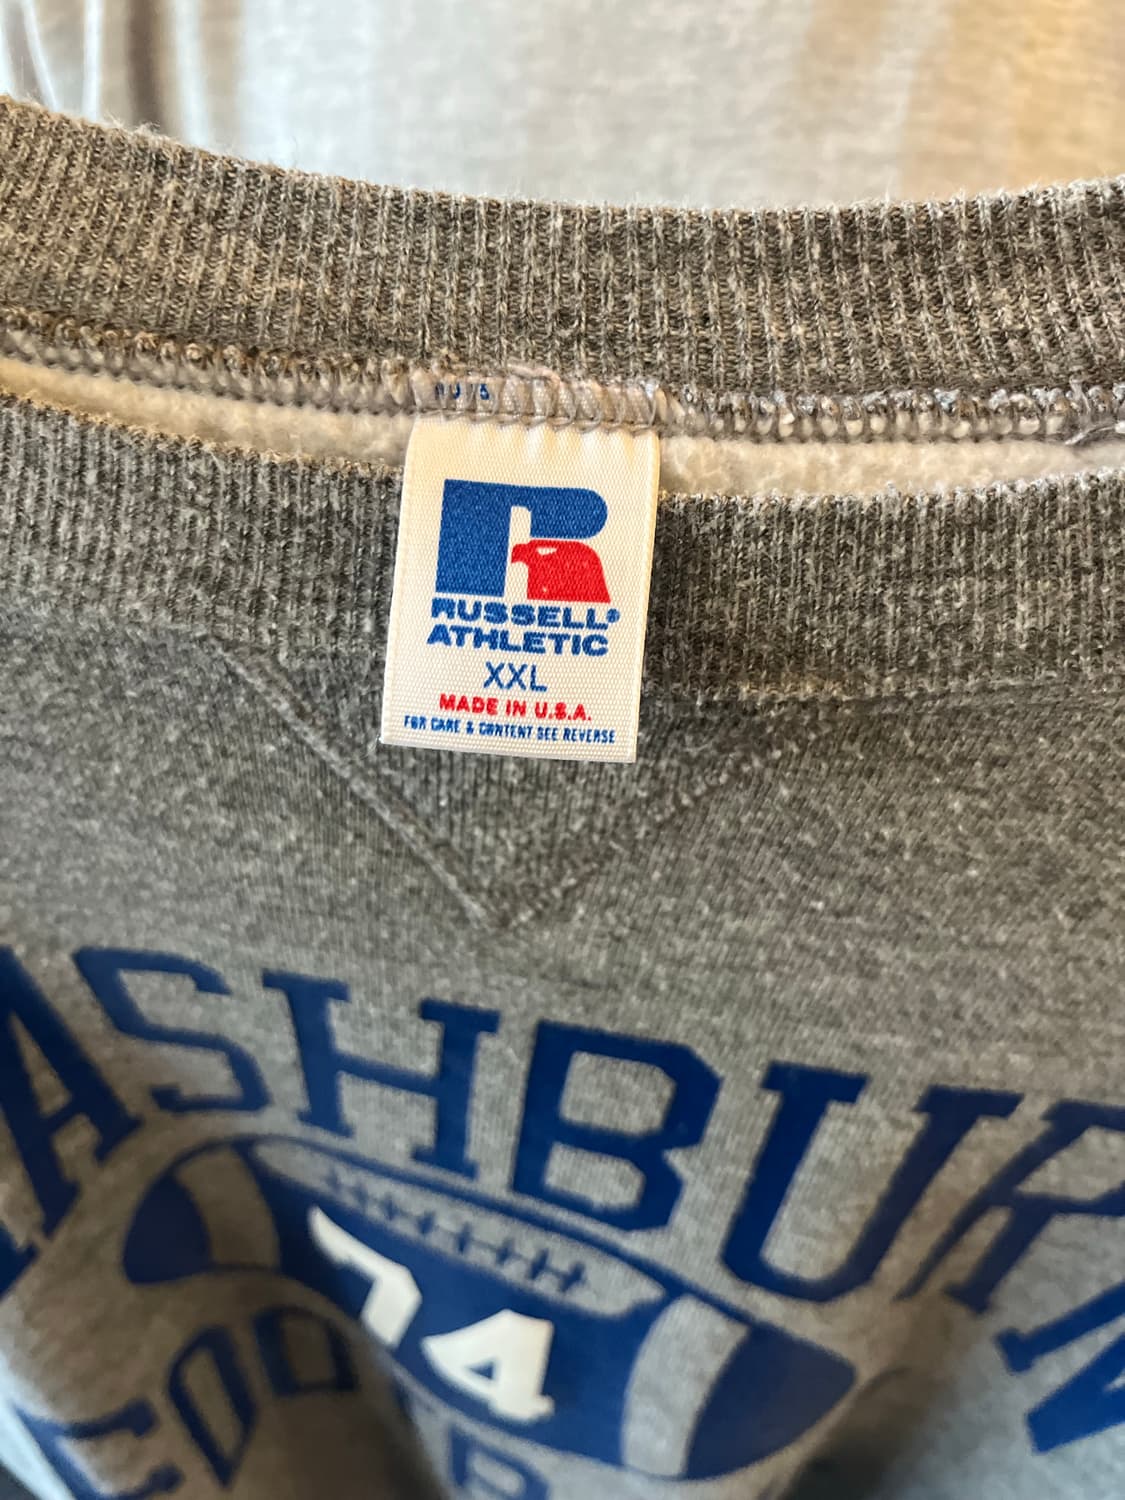 RUSSELL®
ATHLETIC
XXL
MADE IN U.S.A.
FOR CARE & CONTENT SEE REVERSE
ASHBUR
74